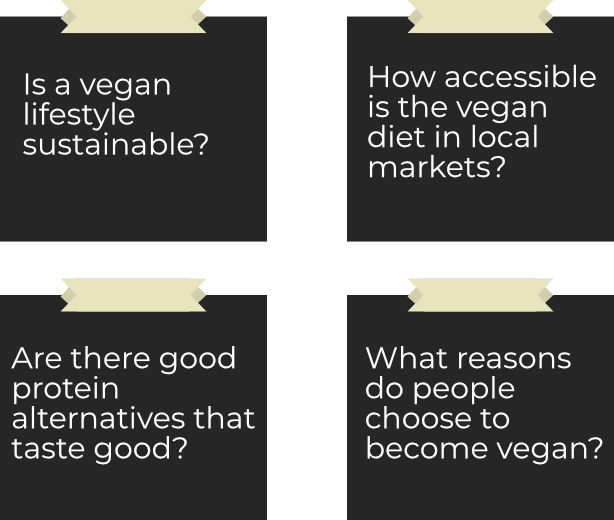 Is a vegan
lifestyle
sustainable?
How accessible
is the vegan
diet in local
markets?
Are there good
protein
alternatives that
taste good?
What reasons
do people
choose to
become vegan?